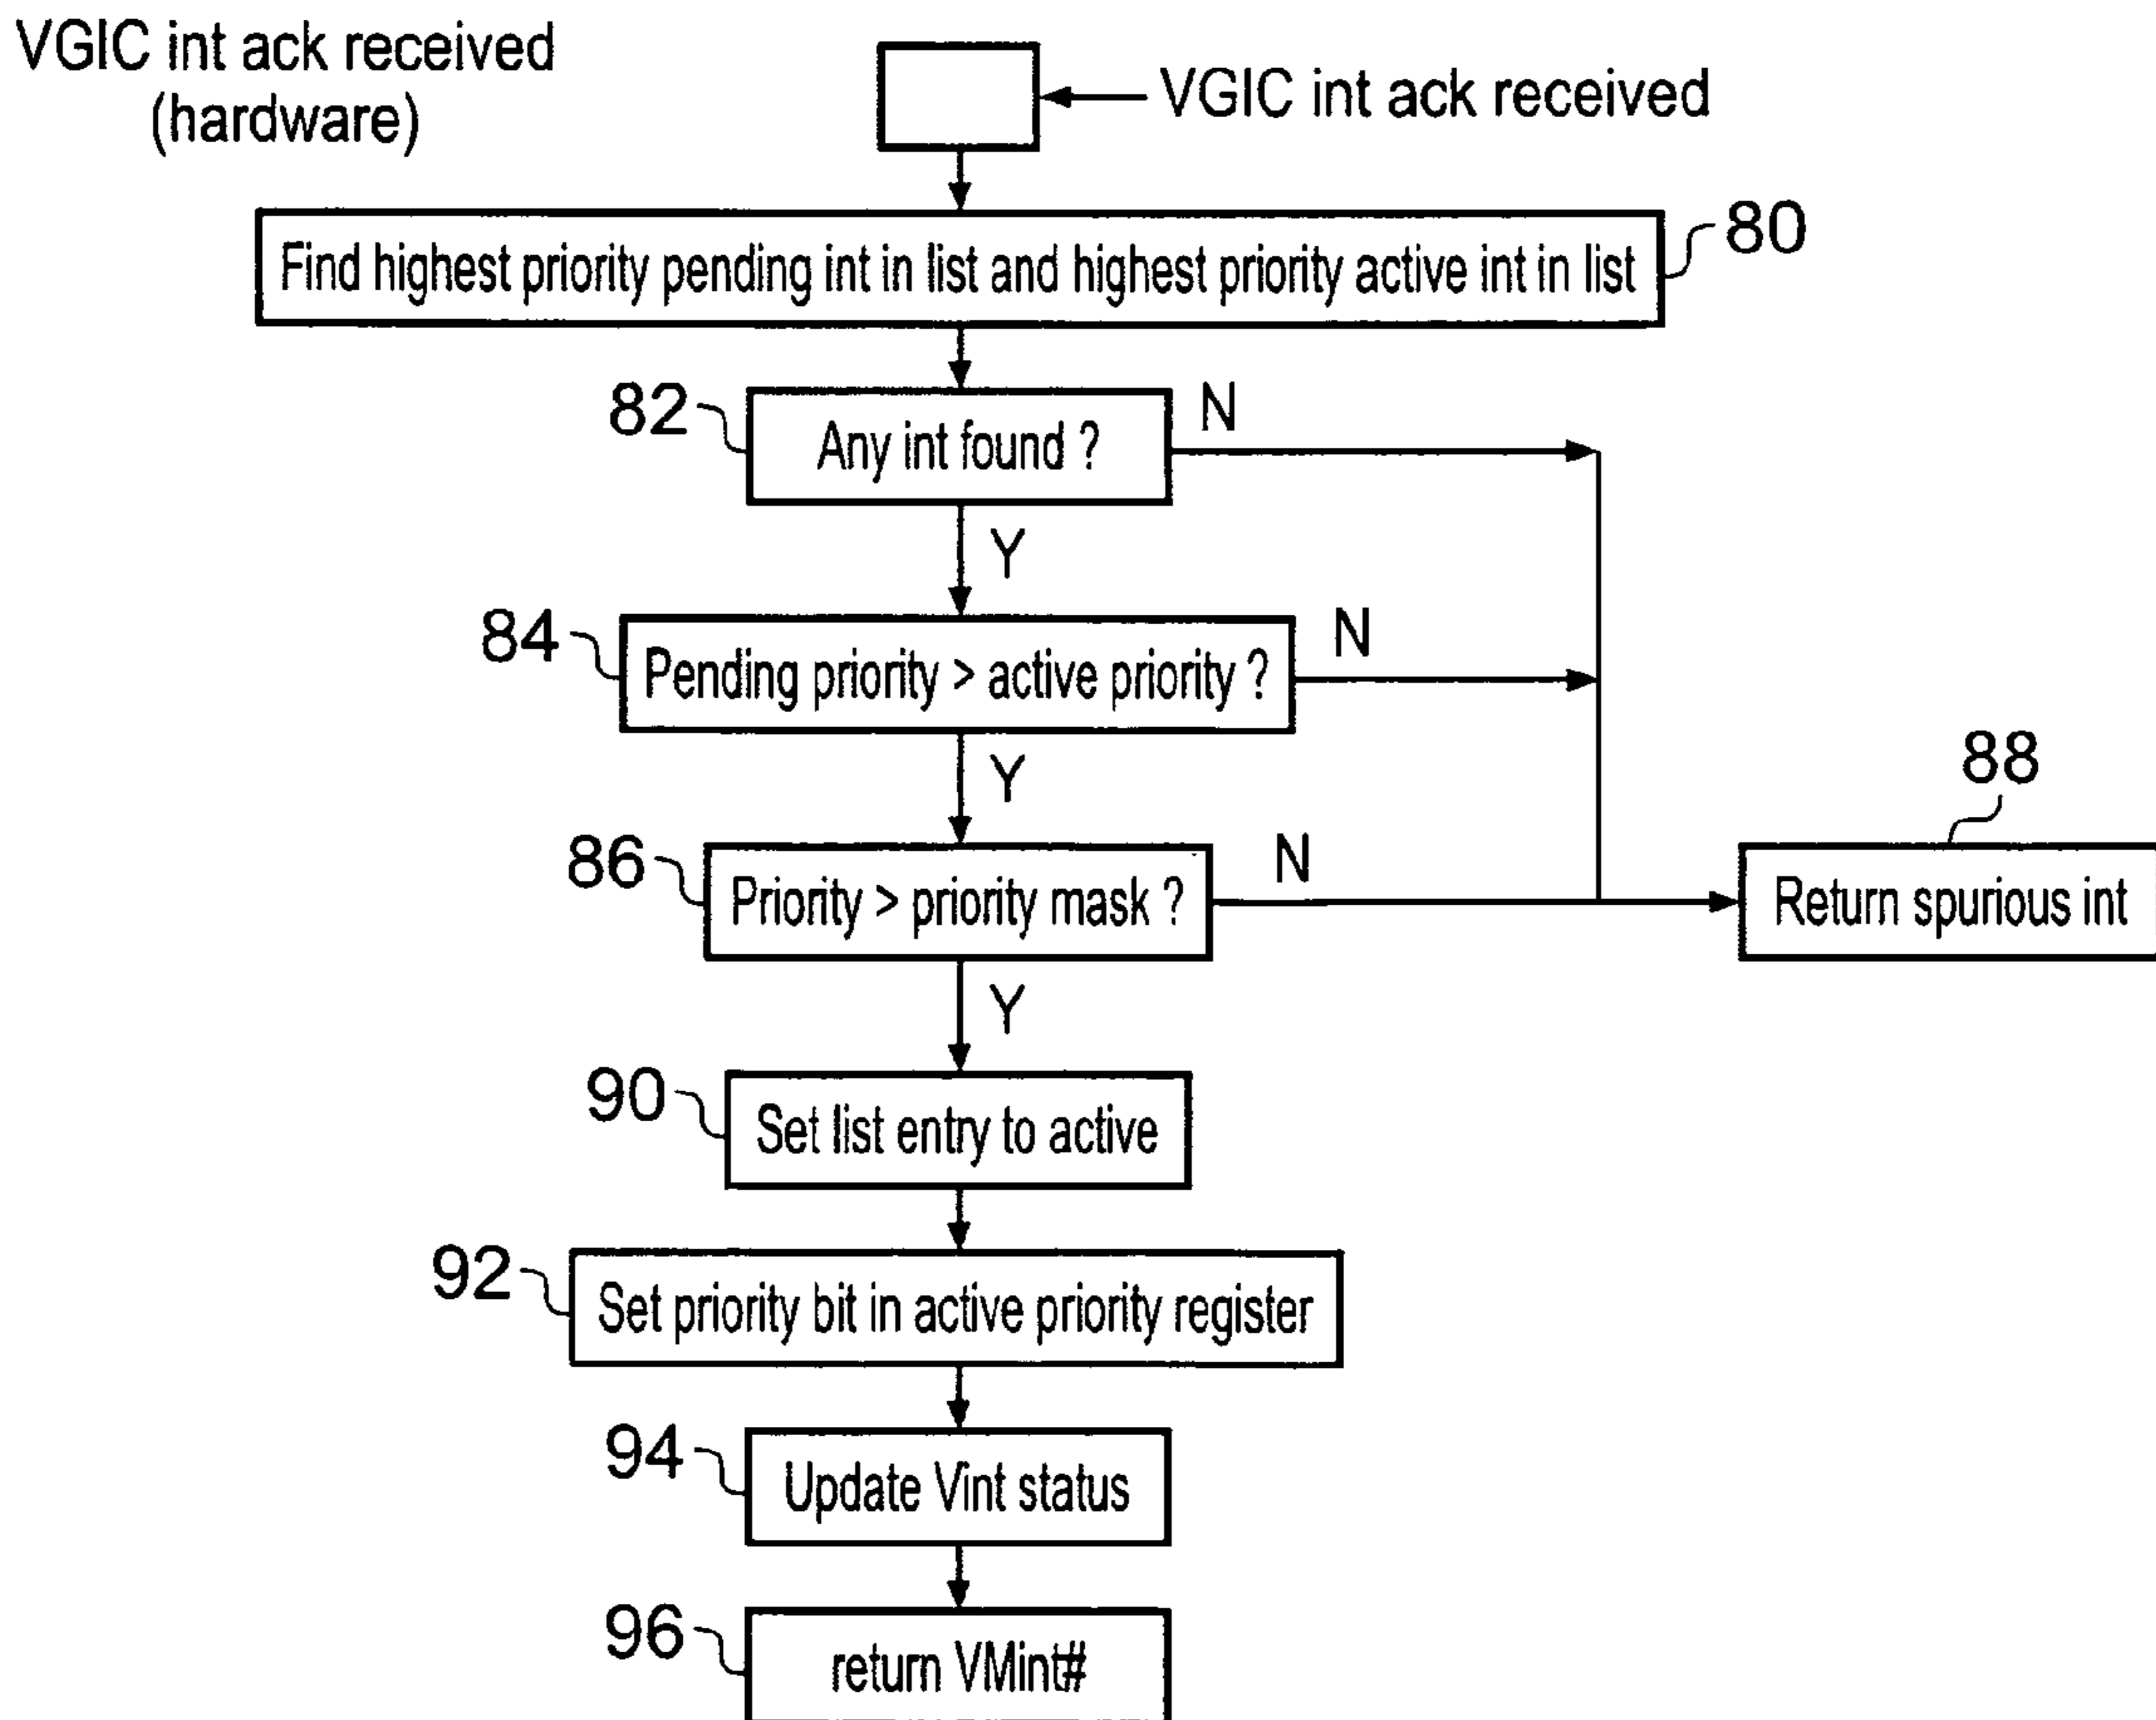 VGIC int ack received
(hardware)
VGIC int ack received
Find highest priority pending int in list and highest priority active int in list
80
82
Any int found ?
N
Y
84
Pending priority > active priority ?
N
Y
86
Priority > priority mask ?
N
88
Return spurious int
Y
90
Set list entry to active
92
Set priority bit in active priority register
94
Update Vint status
96
return VMint#